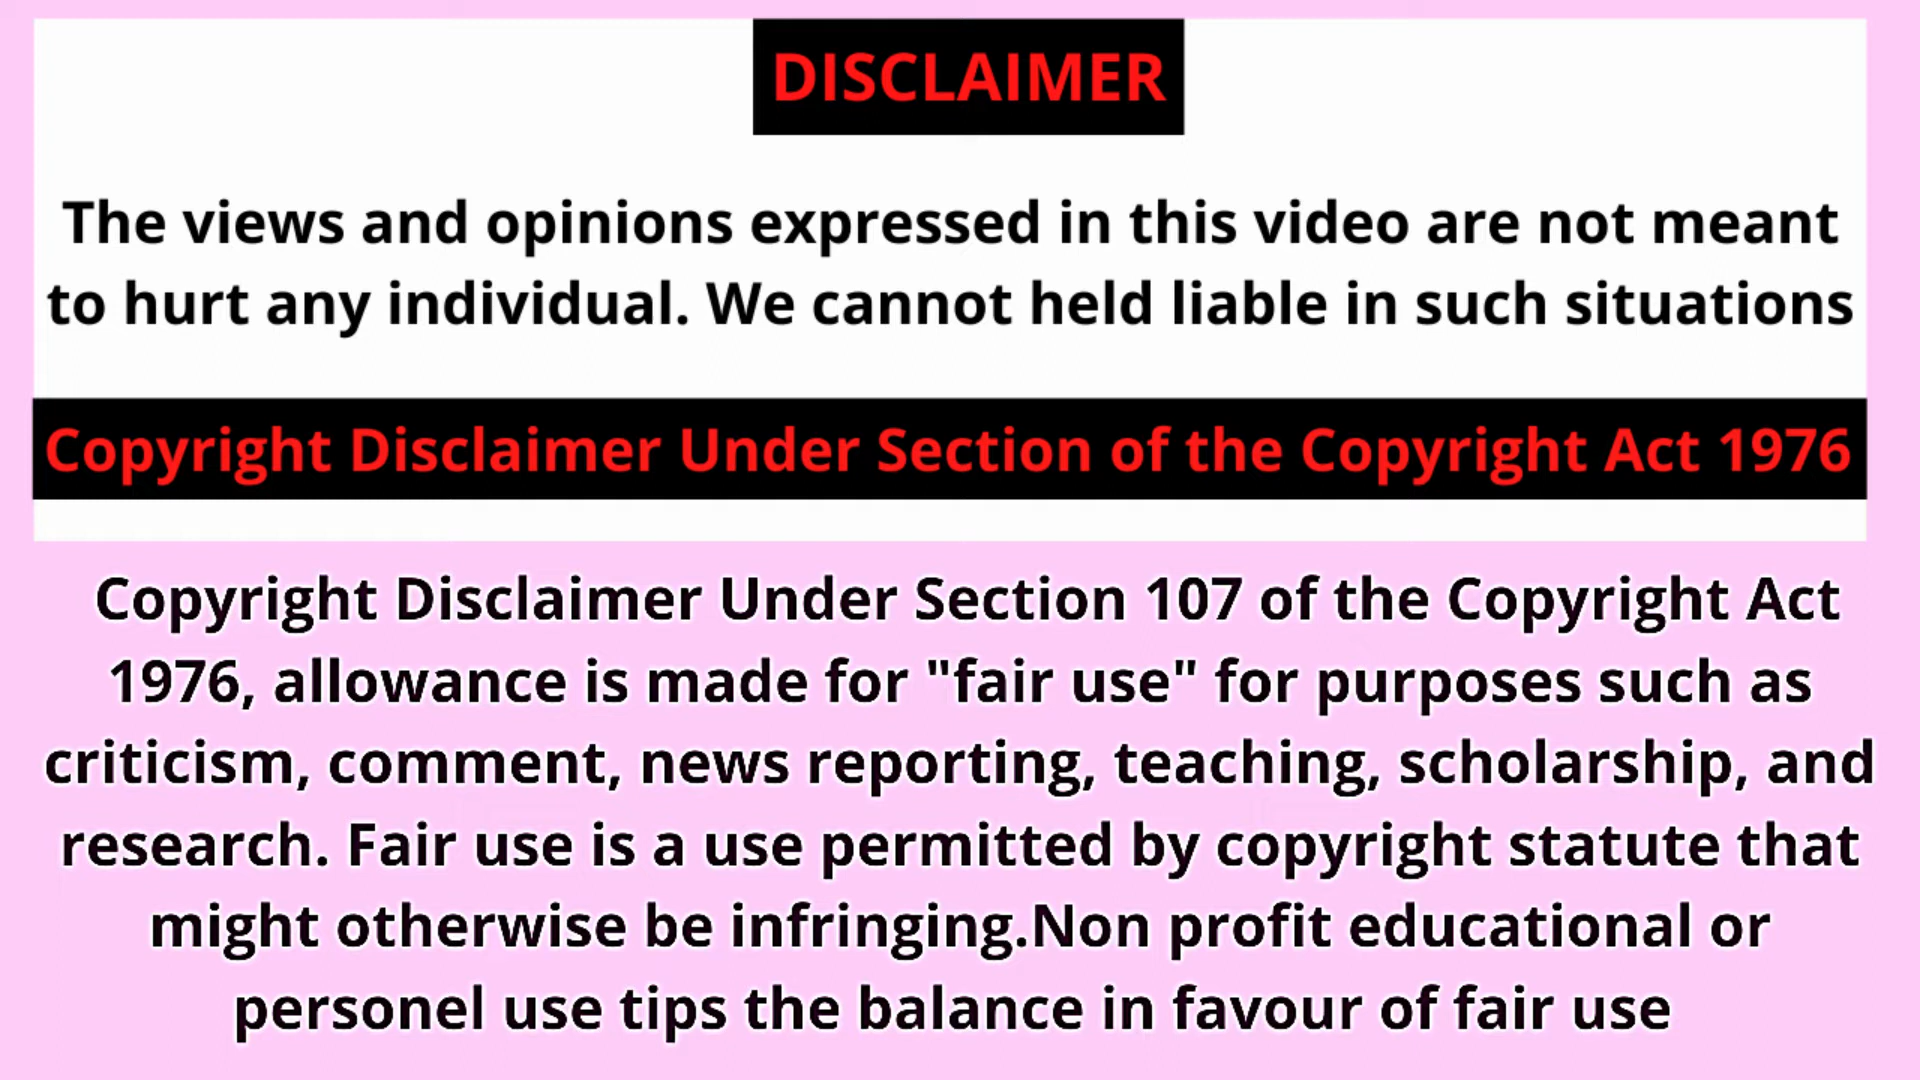 DISCLAIMER
The views and opinions expressed in this video are not meant
to hurt any individual. We cannot held liable in such situations
Copyright Disclaimer Under Section of the Copyright Act 1976
Copyright Disclaimer Under Section 107 of the Copyright Act
1976, allowance is made for "fair use" for purposes such as
criticism, comment, news reporting, teaching, scholarship, and
research. Fair use is a use permitted by copyright statute that
might otherwise be infringing.Non profit educational or
personel use tips the balance in favour of fair use